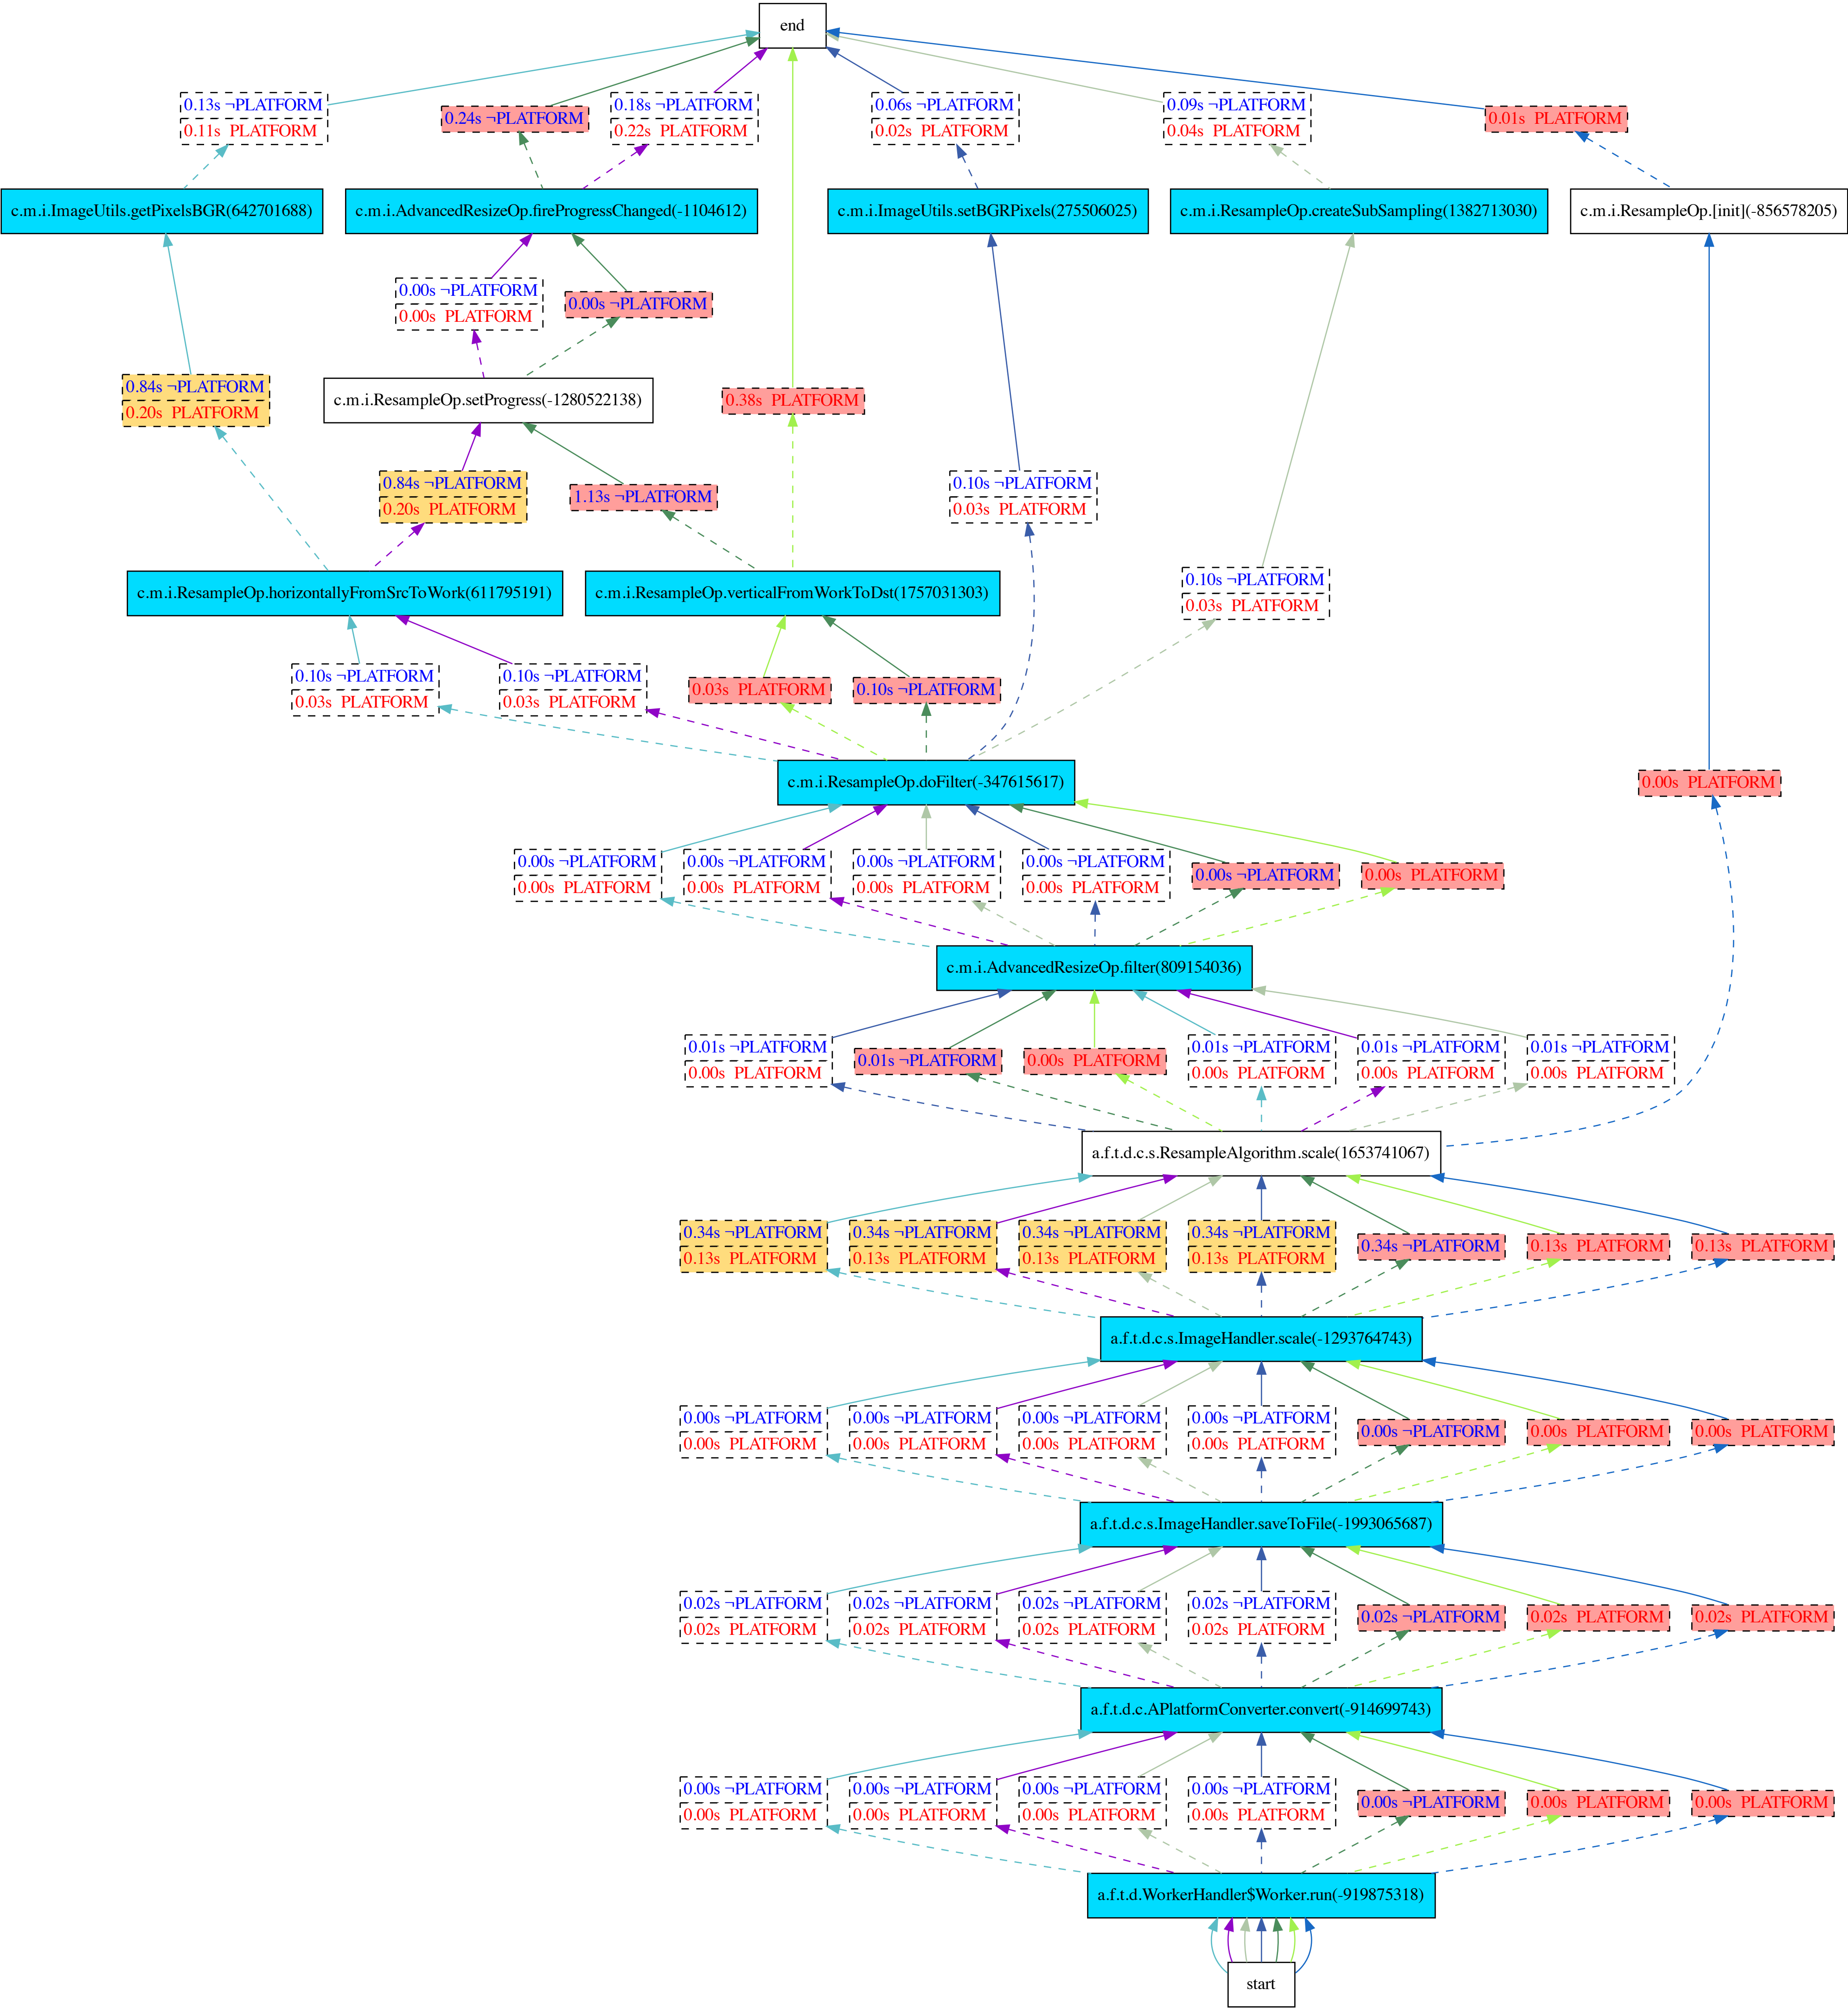 end
0.13s ¬PLATFORM
0.11s PLATFORM
0.24s ¬PLATFORM
0.18s ¬PLATFORM
0.22s PLATFORM
0.06s ¬PLATFORM
0.02s PLATFORM
0.09s ¬PLATFORM
0.04s PLATFORM
0.01s PLATFORM
c.m.i.ImageUtils.getPixelsBGR(642701688)
c.m.i.AdvancedResizeOp.fireProgressChanged(-1104612)
c.m.i.ImageUtils.setBGRPixels(275506025)
c.m.i.ResampleOp.createSubSampling(1382713030)
c.m.i.ResampleOp.[init](-856578205)
0.00s ¬PLATFORM
0.00s PLATFORM
0.00s ¬PLATFORM
0.84s ¬PLATFORM
0.20s PLATFORM
c.m.i.ResampleOp.setProgress(-1280522138)
0.38s PLATFORM
0.84s ¬PLATFORM
0.20s PLATFORM
1.13s ¬PLATFORM
0.10s ¬PLATFORM
0.03s PLATFORM
c.m.i.ResampleOp.horizontallyFromSrcToWork(611795191)
c.m.i.ResampleOp.verticalFromWorkToDst(1757031303)
0.10s ¬PLATFORM
0.03s PLATFORM
0.10s ¬PLATFORM
0.03s PLATFORM
0.10s ¬PLATFORM
0.03s PLATFORM
0.03s PLATFORM
0.10s ¬PLATFORM
c.m.i.ResampleOp.doFilter(-347615617)
0.00s PLATFORM
0.00s ¬PLATFORM
0.00s PLATFORM
0.00s ¬PLATFORM
0.00s PLATFORM
0.00s ¬PLATFORM
0.00s PLATFORM
0.00s ¬PLATFORM
0.00s PLATFORM
0.00s ¬PLATFORM
0.00s PLATFORM
c.m.i.AdvancedResizeOp.filter(809154036)
0.01s ¬PLATFORM
0.00s PLATFORM
0.01s ¬PLATFORM
0.00s PLATFORM
0.01s ¬PLATFORM
0.00s PLATFORM
0.01s ¬PLATFORM
0.00s PLATFORM
0.01s ¬PLATFORM
0.00s PLATFORM
a.f.t.d.c.s.ResampleAlgorithm.scale(1653741067)
0.34s ¬PLATFORM
0.13s PLATFORM
0.34s ¬PLATFORM
0.13s PLATFORM
0.34s ¬PLATFORM
0.13s PLATFORM
0.34s ¬PLATFORM
0.13s PLATFORM
0.34s ¬PLATFORM
0.13s PLATFORM
0.13s PLATFORM
a.f.t.d.c.s.ImageHandler.scale(-1293764743)
0.00s ¬PLATFORM
0.00s PLATFORM
0.00s ¬PLATFORM
0.00s PLATFORM
0.00s ¬PLATFORM
0.00s PLATFORM
0.00s ¬PLATFORM
0.00s PLATFORM
0.00s ¬PLATFORM
0.00s PLATFORM
0.00s PLATFORM
a.f.t.d.c.s.ImageHandler.saveToFile(-1993065687)
0.02s ¬PLATFORM
0.02s PLATFORM
0.02s ¬PLATFORM
0.02s PLATFORM
0.02s ¬PLATFORM
0.02s PLATFORM
0.02s ¬PLATFORM
0.02s PLATFORM
0.02s ¬PLATFORM
0.02s PLATFORM
0.02s PLATFORM
a.f.t.d.c.APlatformConverter.convert(-914699743)
0.00s ¬PLATFORM
0.00s PLATFORM
0.00s ¬PLATFORM
0.00s PLATFORM
0.00s ¬PLATFORM
0.00s PLATFORM
0.00s ¬PLATFORM
0.00s PLATFORM
0.00s ¬PLATFORM
0.00s PLATFORM
0.00s PLATFORM
a.f.t.d.WorkerHandler$Worker.run(-919875318)
start